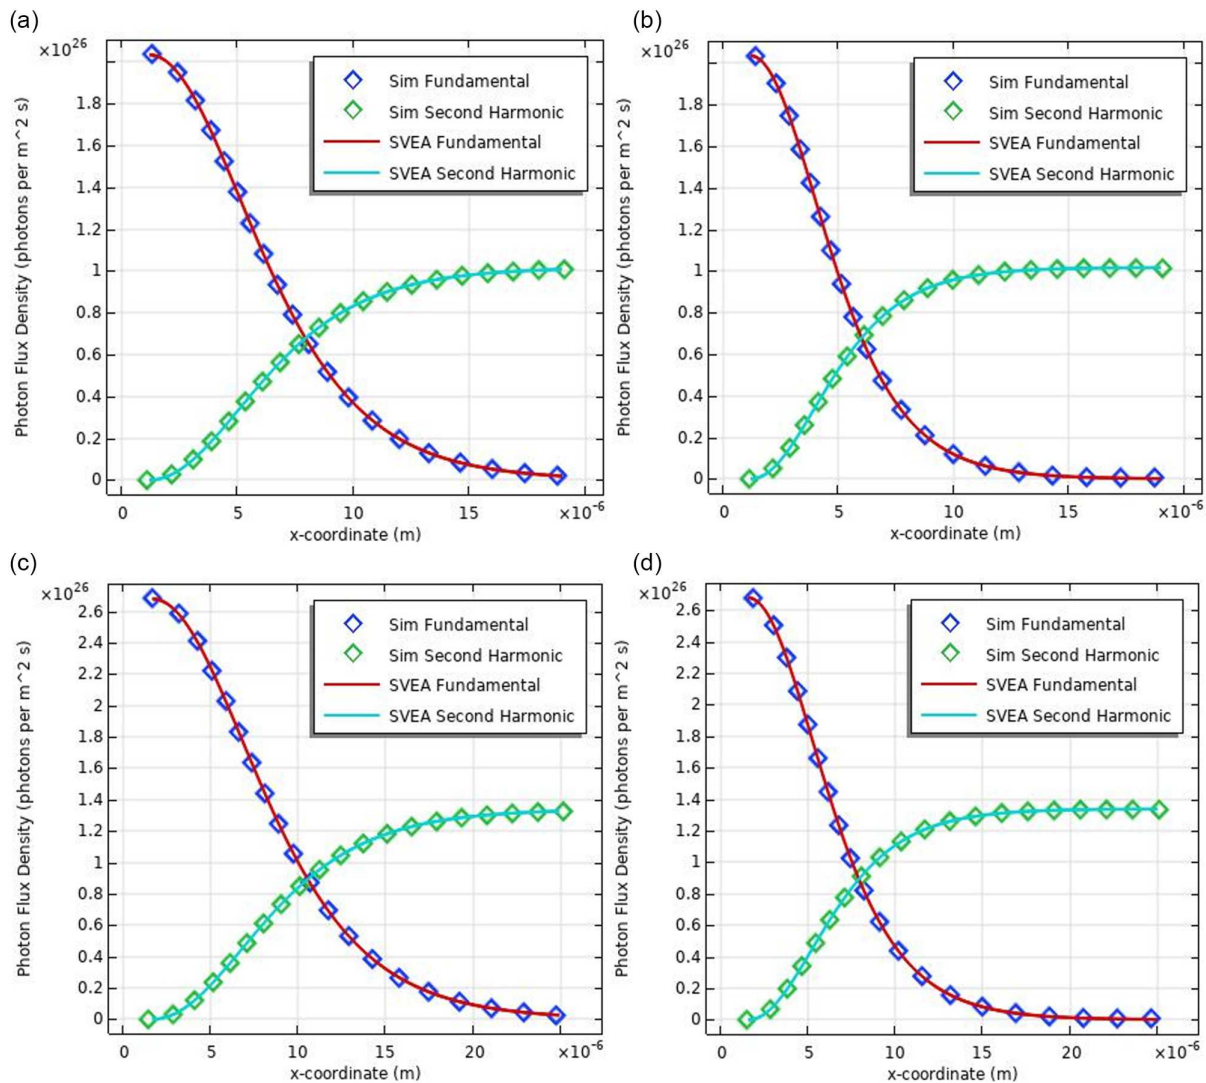 (a)
×10^26
Photon Flux Density (photons per m^2 s)
1.8
1.6
1.4
1.2
1
0.8
0.6
0.4
0.2
0
Sim Fundamental
Sim Second Harmonic
SVEA Fundamental
SVEA Second Harmonic
0 5 10 15 ×10^-6
x-coordinate (m)
(b)
×10^26
Photon Flux Density (photons per m^2 s)
1.8
1.6
1.4
1.2
1
0.8
0.6
0.4
0.2
0
Sim Fundamental
Sim Second Harmonic
SVEA Fundamental
SVEA Second Harmonic
0 5 10 15 ×10^-6
x-coordinate (m)
(c)
×10^26
Photon Flux Density (photons per m^2 s)
2.6
2.4
2.2
2
1.8
1.6
1.4
1.2
1
0.8
0.6
0.4
0.2
0
Sim Fundamental
Sim Second Harmonic
SVEA Fundamental
SVEA Second Harmonic
0 5 10 15 20 ×10^-6
x-coordinate (m)
(d)
×10^26
Photon Flux Density (photons per m^2 s)
2.6
2.4
2.2
2
1.8
1.6
1.4
1.2
1
0.8
0.6
0.4
0.2
0
Sim Fundamental
Sim Second Harmonic
SVEA Fundamental
SVEA Second Harmonic
0 5 10 15 20 ×10^-6
x-coordinate (m)